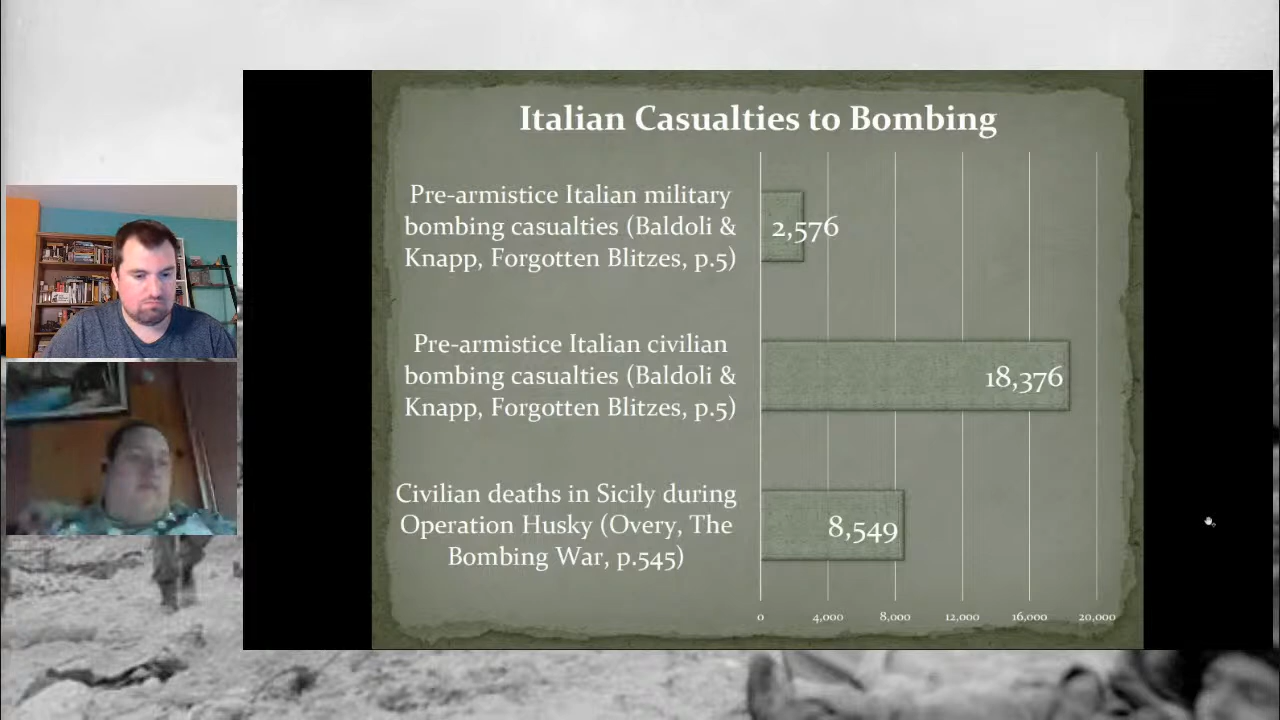 Italian Casualties to Bombing
Pre-armistice Italian military
bombing casualties (Baldoli &
Knapp, Forgotten Blitzes, p.5)
2,576
Pre-armistice Italian civilian
bombing casualties (Baldoli &
Knapp, Forgotten Blitzes, p.5)
18,376
Civilian deaths in Sicily during
Operation Husky (Overy, The
Bombing War, p.545)
8,549
0 4,000 8,000 12,000 16,000 20,000